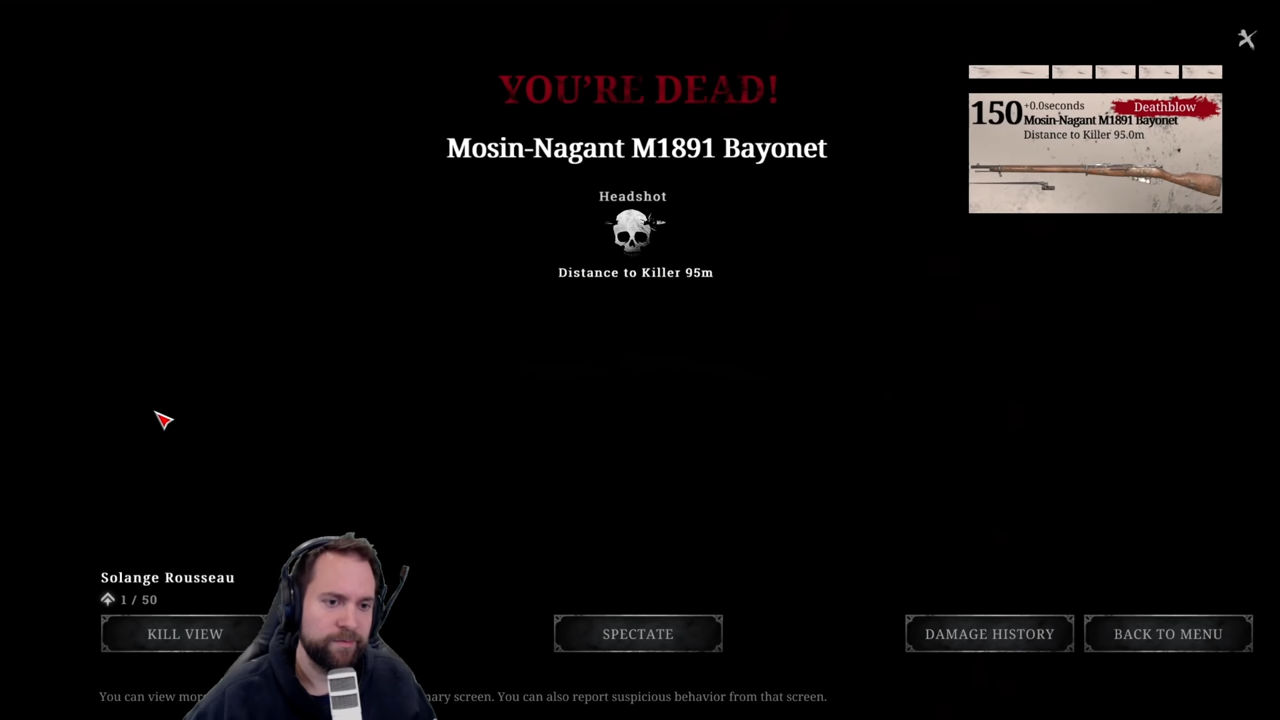 YOU'RE DEAD!
Mosin-Nagant M1891 Bayonet
Headshot
Distance to Killer 95m
150 +0.0seconds Deathblow
Mosin-Nagant M1891 Bayonet
Distance to Killer 95.0m
Solange Rousseau
1 / 50
KILL VIEW
SPECTATE
DAMAGE HISTORY
BACK TO MENU
You can view screen. You can also report suspicious behavior from that screen.